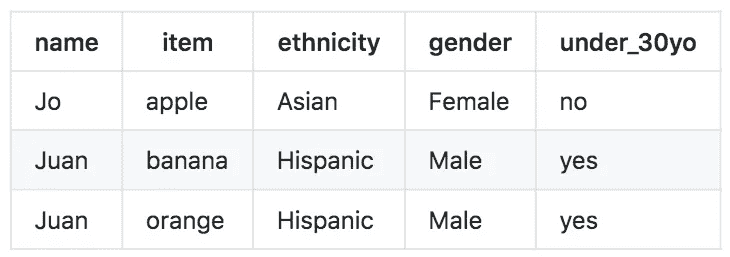 name item ethnicity gender under_30yo
Jo apple Asian Female no
Juan banana Hispanic Male yes
Juan orange Hispanic Male yes